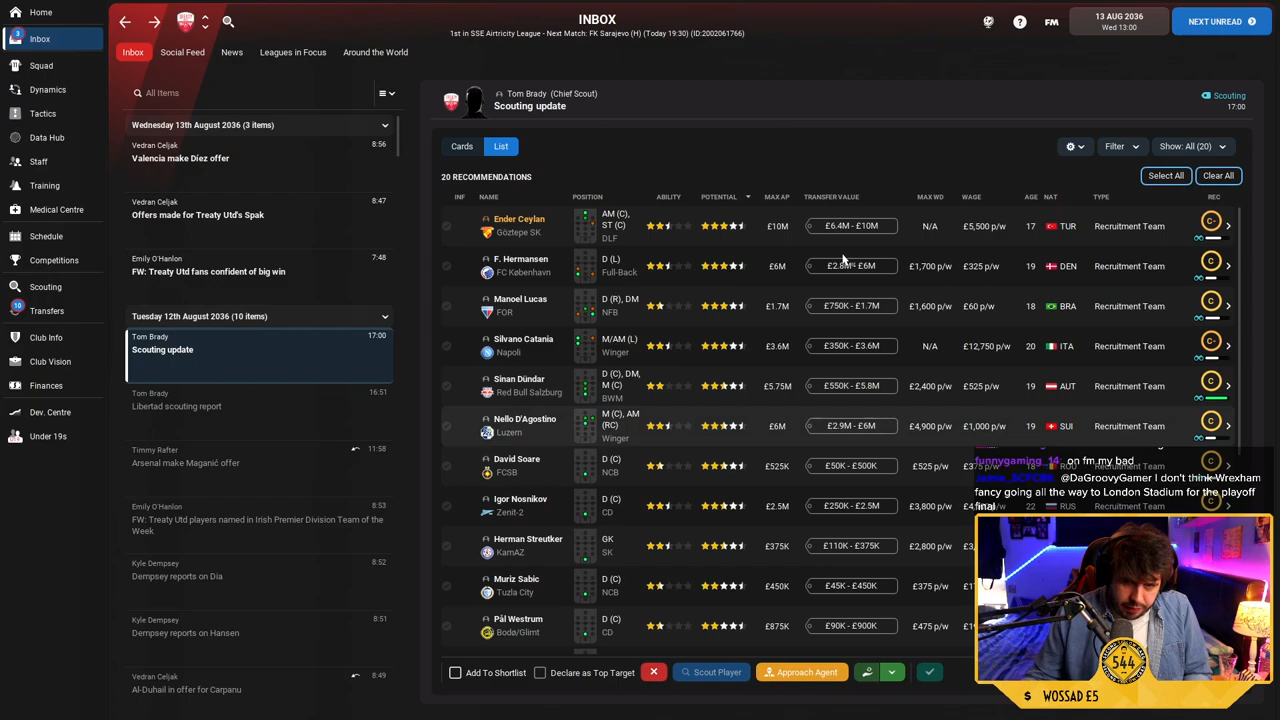 Home
3
Inbox
Squad
Dynamics
Tactics
Data Hub
Staff
Training
Medical Centre
Schedule
Competitions
Scouting
10
Transfers
Club Info
Club Vision
Finances
Dev. Centre
Under 19s
INBOX
1st in SSE Airtricity League - Next Match: FK Sarajevo (H) (Today 19:30) (ID:2002061766)
?
FM
13 AUG 2036
Wed 13:00
NEXT UNREAD
Inbox
Social Feed
News
Leagues in Focus
Around the World
All Items
Wednesday 13th August 2036 (3 items)
Vedran Celjak 8:56
Valencia make Díez offer
Vedran Celjak 8:47
Offers made for Treaty Utd's Spak
Emily O'Hanlon 7:48
FW: Treaty Utd fans confident of big win
Tuesday 12th August 2036 (10 items)
Tom Brady 17:00
Scouting update
Tom Brady 16:51
Libertad scouting report
Timmy Rafter 11:58
Arsenal make Maganić offer
Emily O'Hanlon 8:53
FW: Treaty Utd players named in Irish Premier Division Team of the
Week
Kyle Dempsey 8:52
Dempsey reports on Dia
Kyle Dempsey 8:51
Dempsey reports on Hansen
Vedran Celjak 8:49
Al-Duhail in offer for Carpanu
Tom Brady (Chief Scout)
Scouting update
Scouting
17:00
Cards
List
Filter
Show: All (20)
20 RECOMMENDATIONS
Select All
Clear All
INF NAME POSITION ABILITY POTENTIAL MAX AP TRANSFER VALUE MAX WD WAGE AGE NAT TYPE REC
Ender Ceylan
Göztepe SK
AM (C),
ST (C)
DLF
£10M £6.4M - £10M N/A £5,500 p/w 17 TUR Recruitment Team C-
F. Hermansen
FC København
D (L)
Full-Back
£6M £2.8M - £6M £1,700 p/w £325 p/w 19 DEN Recruitment Team C
Manoel Lucas
FOR
D (R), DM
NFB
£1.7M £750K - £1.7M £1,600 p/w £60 p/w 18 BRA Recruitment Team C
Silvano Catania
Napoli
M/AM (L)
Winger
£3.6M £350K - £3.6M N/A £12,750 p/w 20 ITA Recruitment Team C-
Sinan Dündar
Red Bull Salzburg
D (C), DM,
M (C)
BWM
£5.75M £550K - £5.8M £2,400 p/w £525 p/w 19 AUT Recruitment Team C
Nello D'Agostino
Luzern
M (C), AM
(RC)
Winger
£6M £2.9M - £6M £4,900 p/w £1,000 p/w 19 SUI Recruitment Team C
David Soare
FCSB
D (C)
NCB
£525K £50K - £500K £525 p/w
Igor Nosnikov
Zenit-2
D (C)
CD
£2.5M £250K - £2.5M 22 RUS Recruitment Team
Herman Streutker
KamAZ
GK
SK
£375K £110K - £375K £2,800 p/w
Muriz Sabic
Tuzla City
D (C)
NCB
£450K £45K - £450K £375 p/w
Pål Westrum
Bodø/Glimt
D (C)
CD
£875K £90K - £900K £475 p/w
funnygaming_14: on fm my bad
@DaGroovyGamer I don't think Wrexham
fancy going all the way to London Stadium for the playoff
final
Add To Shortlist
Declare as Top Target
Scout Player
Approach Agent
544
$ WOSSAD £5